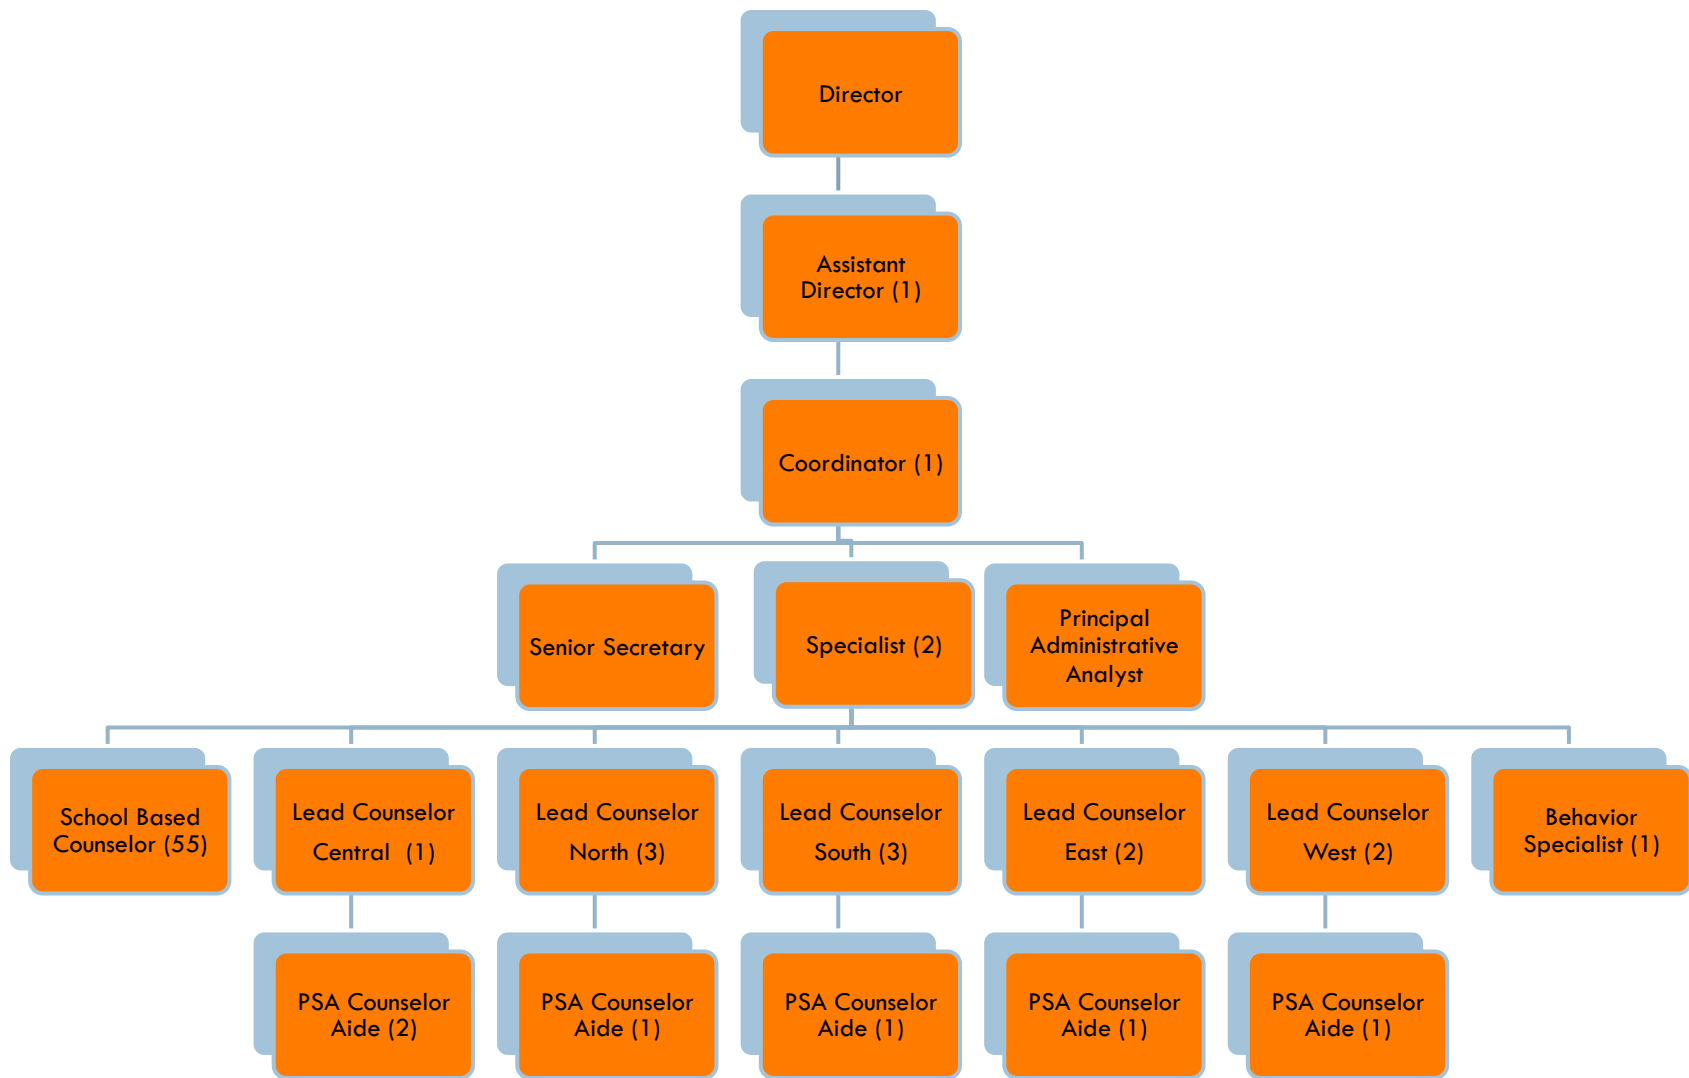 Director
Assistant
Director (1)
Coordinator (1)
Senior Secretary
Specialist (2)
Principal
Administrative
Analyst
School Based
Counselor (55)
Lead Counselor
Central (1)
Lead Counselor
North (3)
Lead Counselor
South (3)
Lead Counselor
East (2)
Lead Counselor
West (2)
Behavior
Specialist (1)
PSA Counselor
Aide (2)
PSA Counselor
Aide (1)
PSA Counselor
Aide (1)
PSA Counselor
Aide (1)
PSA Counselor
Aide (1)